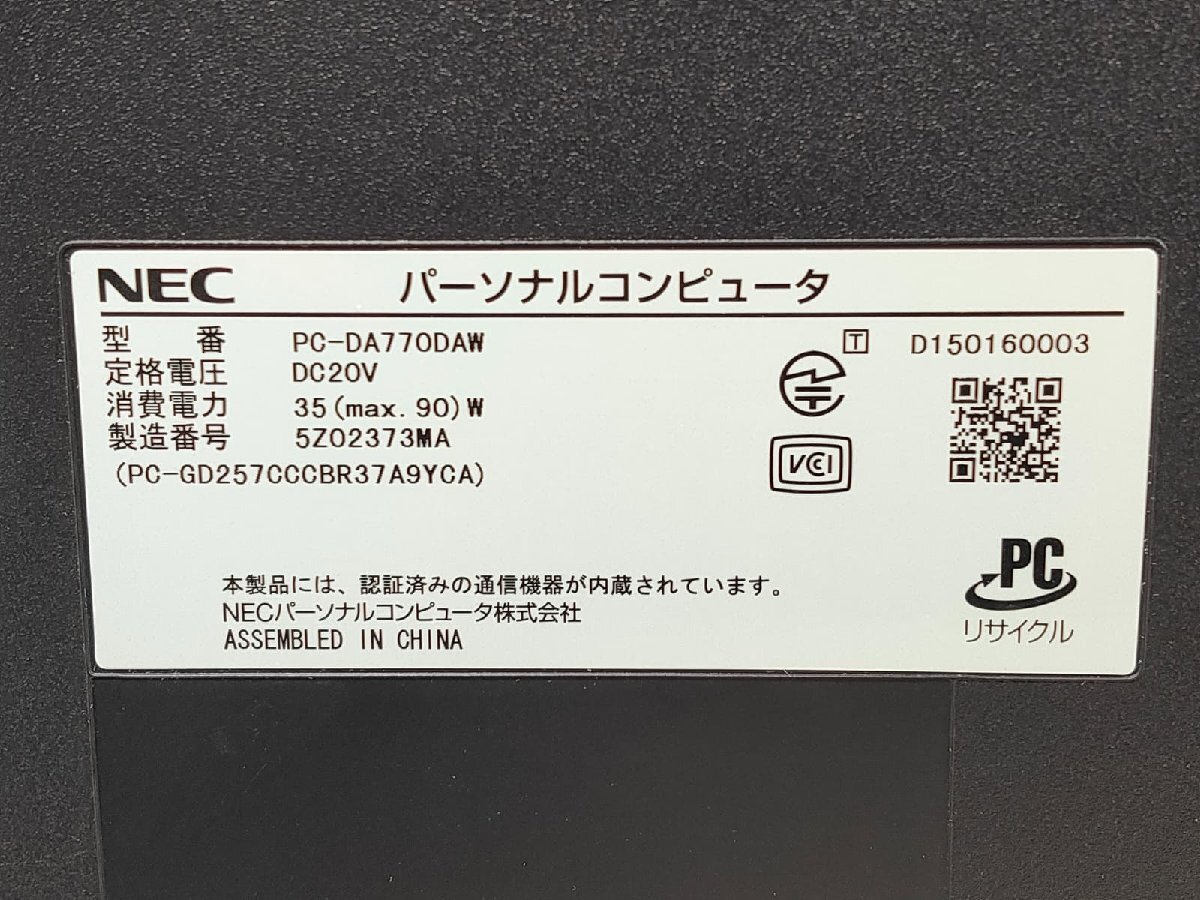 NEC パーソナルコンピュータ
型 番 PC-DA770DAW
定格電圧 DC20V
消費電力 35(max. 90)W
製造番号 5Z02373MA
(PC-GD257CCCBR37A9YCA)
T D150160003
VCI
本製品には、認証済みの通信機器が内蔵されています。
NECパーソナルコンピュータ株式会社
ASSEMBLED IN CHINA
PC
リサイクル